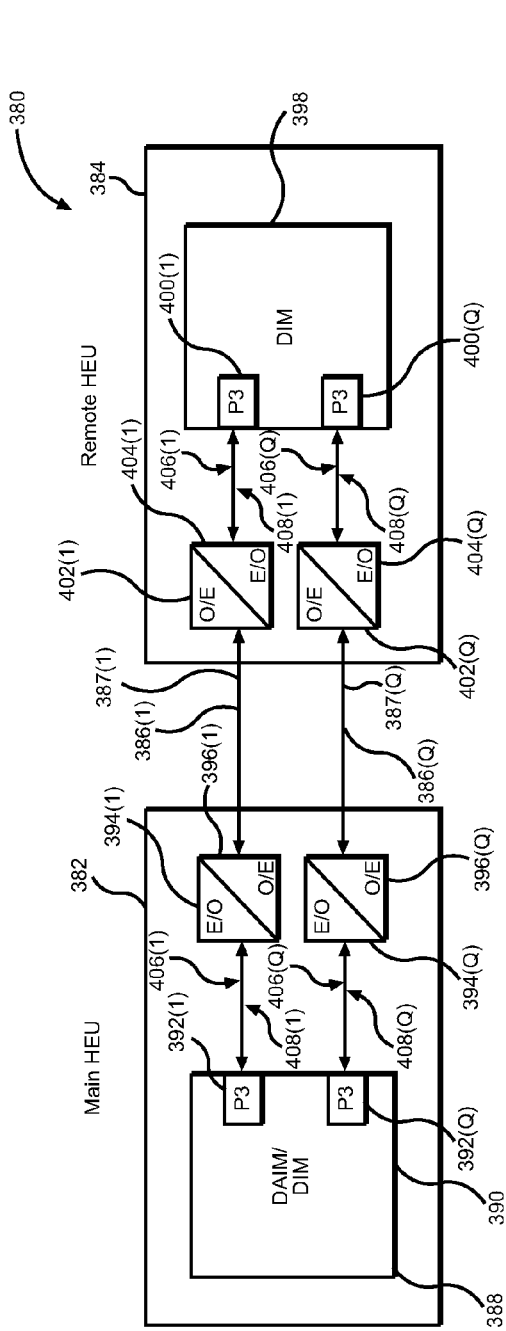 380
Main HEU
Remote HEU
382
384
394(1)
396(1)
386(1)
387(1)
402(1)
404(1)
406(1)
392(1)
408(1)
406(1)
408(1)
400(1)
398
P3
E/O
O/E
O/E
E/O
P3
DAIM/
DIM
DIM
P3
E/O
O/E
O/E
E/O
P3
406(Q)
408(Q)
406(Q)
408(Q)
392(Q)
394(Q)
396(Q)
386(Q)
387(Q)
402(Q)
404(Q)
400(Q)
388
390